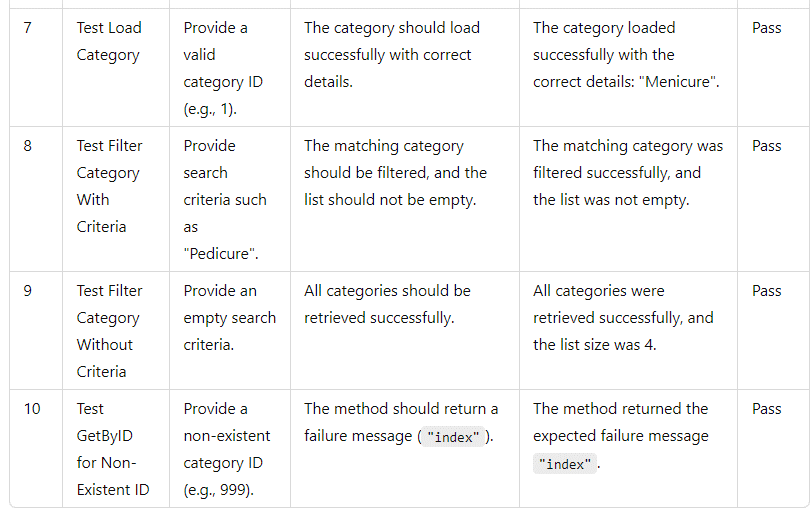 7
Test Load
Category
Provide a
valid
category ID
(e.g., 1).
The category should load
successfully with correct
details.
The category loaded
successfully with the
correct details: "Menicure".
Pass
8
Test Filter
Category
With
Criteria
Provide
search
criteria such
as
"Pedicure".
The matching category
should be filtered, and the
list should not be empty.
The matching category was
filtered successfully, and
the list was not empty.
Pass
9
Test Filter
Category
Without
Criteria
Provide an
empty search
criteria.
All categories should be
retrieved successfully.
All categories were
retrieved successfully, and
the list size was 4.
Pass
10
Test
GetByID
for Non-
Existent ID
Provide a
non-existent
category ID
(e.g., 999).
The method should return a
failure message ( "index" ).
The method returned the
expected failure message
"index" .
Pass